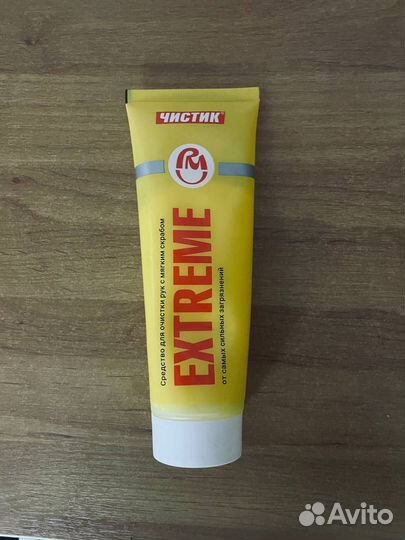 ЧИСТИК®
РМ
Средство для очистки рук с мягким скрабом
EXTREME
от самых сильных загрязнений
Avito